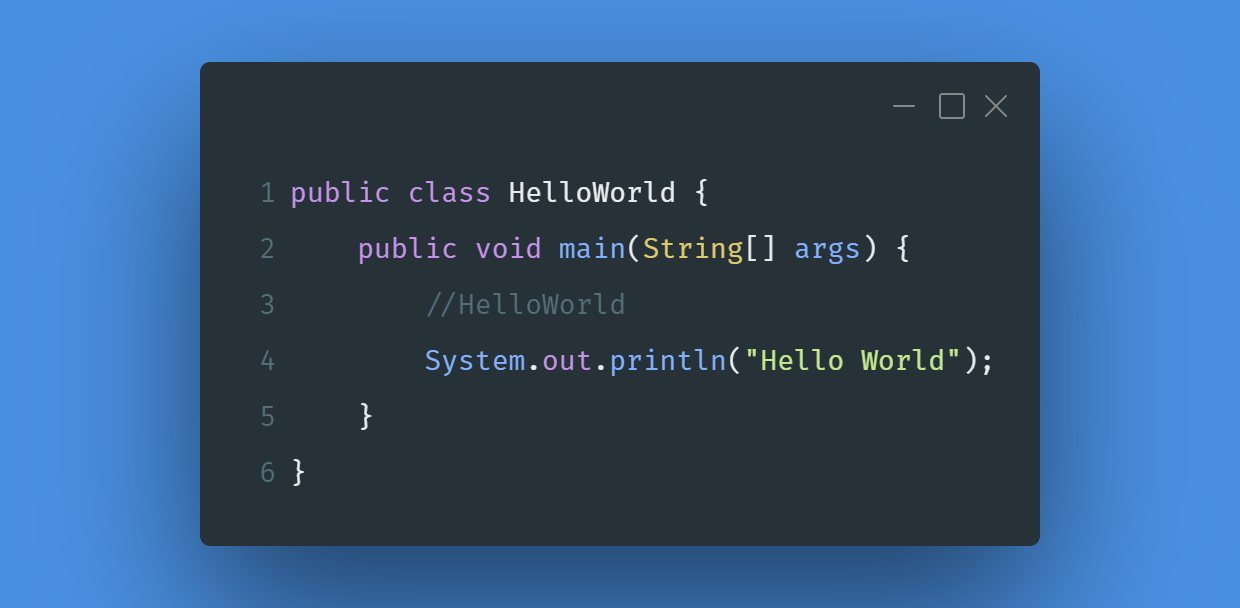 1 public class HelloWorld {
2     public void main(String[] args) {
3         //HelloWorld
4         System.out.println("Hello World");
5     }
6 }